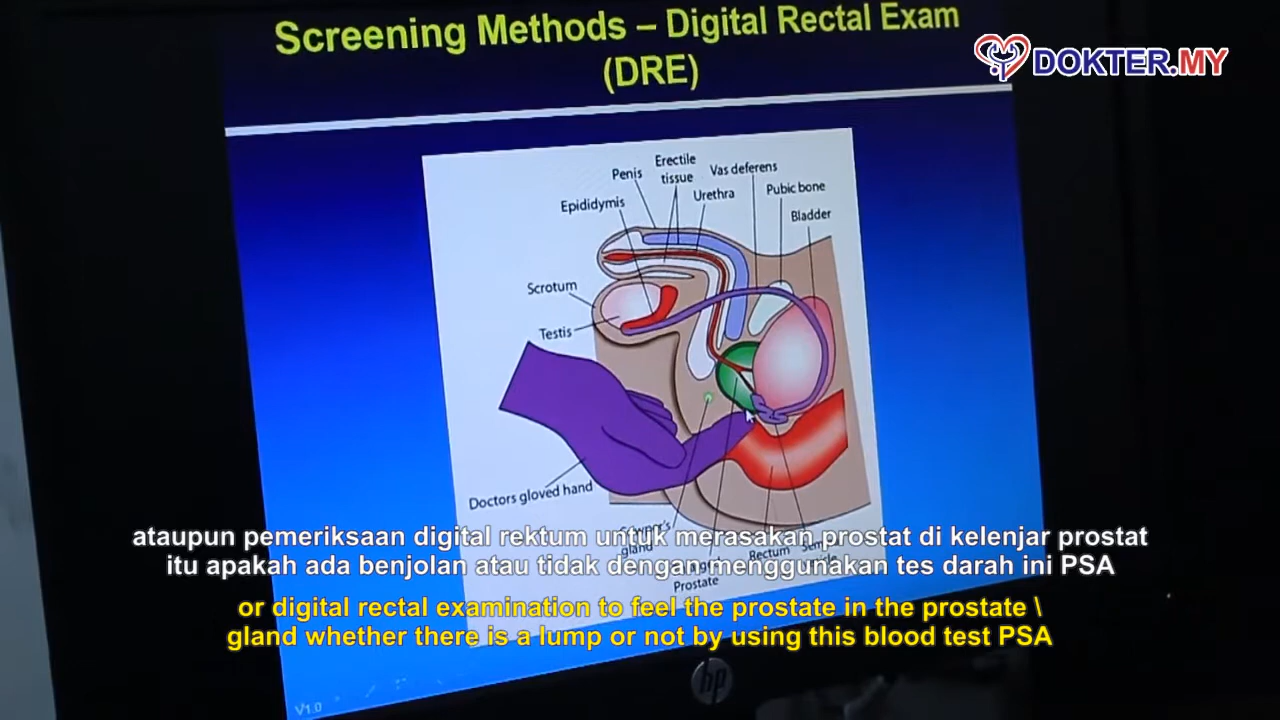 Screening Methods – Digital Rectal Exam
(DRE)
DOKTER.MY
Erectile
tissue
Penis
Vas deferens
Urethra
Pubic bone
Epididymis
Bladder
Scrotum
Testis
Doctors gloved hand
ataupun pemeriksaan digital rektum untuk merasakan prostat di kelenjar prostat
itu apakah ada benjolan atau tidak dengan menggunakan tes darah ini PSA
gland
Rectum
Prostate
or digital rectal examination to feel the prostate in the prostate \
gland whether there is a lump or not by using this blood test PSA
hp
V1.0